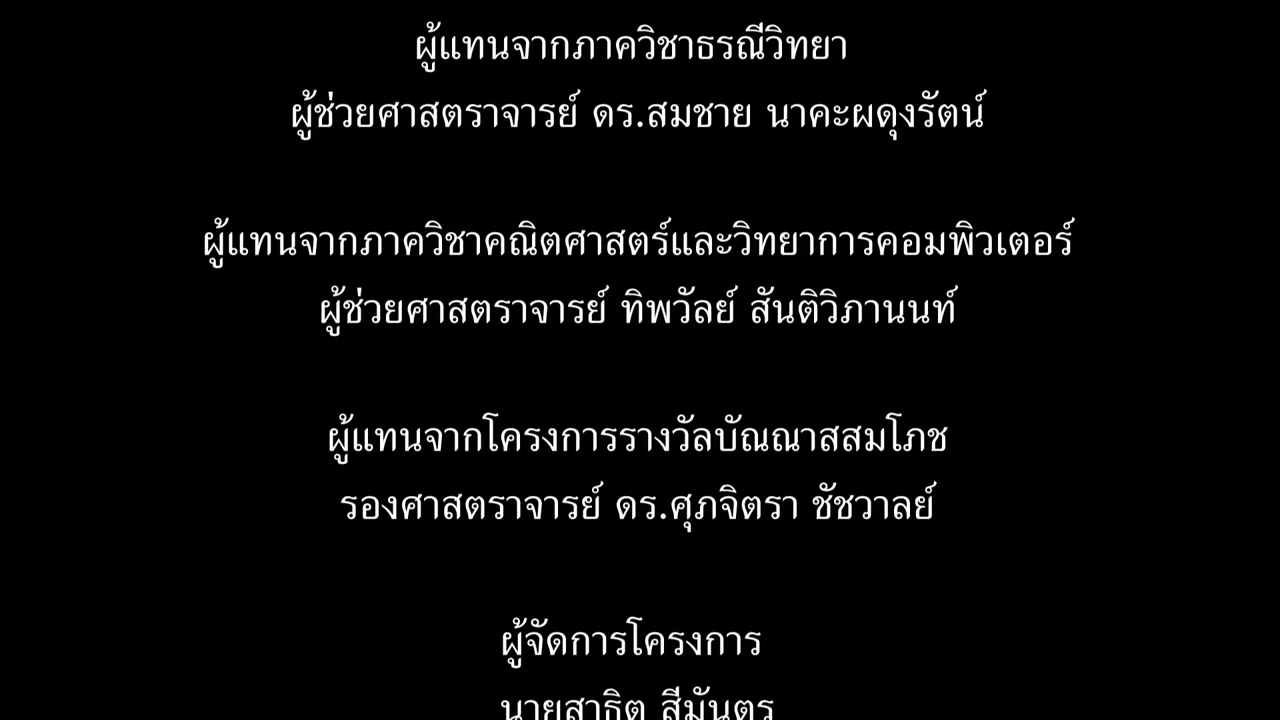 ผู้แทนจากภาควิชาธรณีวิทยา
ผู้ช่วยศาสตราจารย์ ดร.สมชาย นาคะผดุงรัตน์
ผู้แทนจากภาควิชาคณิตศาสตร์และวิทยาการคอมพิวเตอร์
ผู้ช่วยศาสตราจารย์ ทิพวัลย์ สันติวิภานนท์
ผู้แทนจากโครงการรางวัลบัณณาสสมโภช
รองศาสตราจารย์ ดร.ศุภจิตรา ชัชวาลย์
ผู้จัดการโครงการ
นายสาธิต สีมันตร